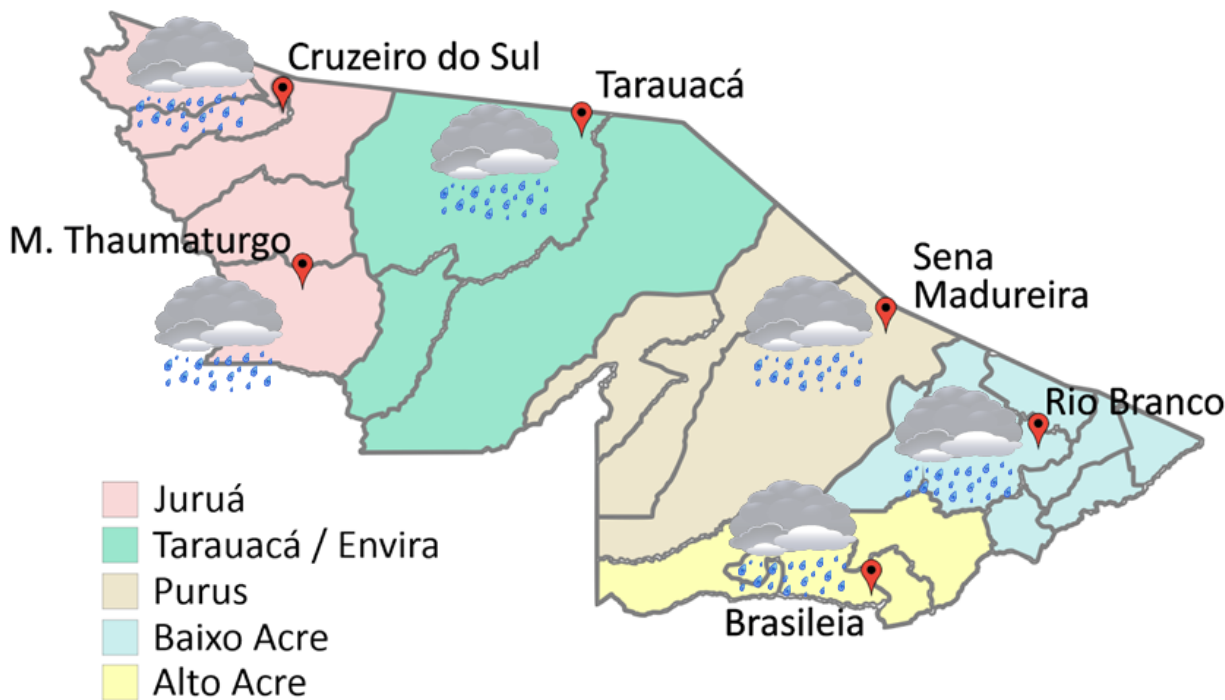 Cruzeiro do Sul
Tarauacá
M. Thaumaturgo
Sena
Madureira
Rio Branco
Brasileia
Juruá
Tarauacá / Envira
Purus
Baixo Acre
Alto Acre